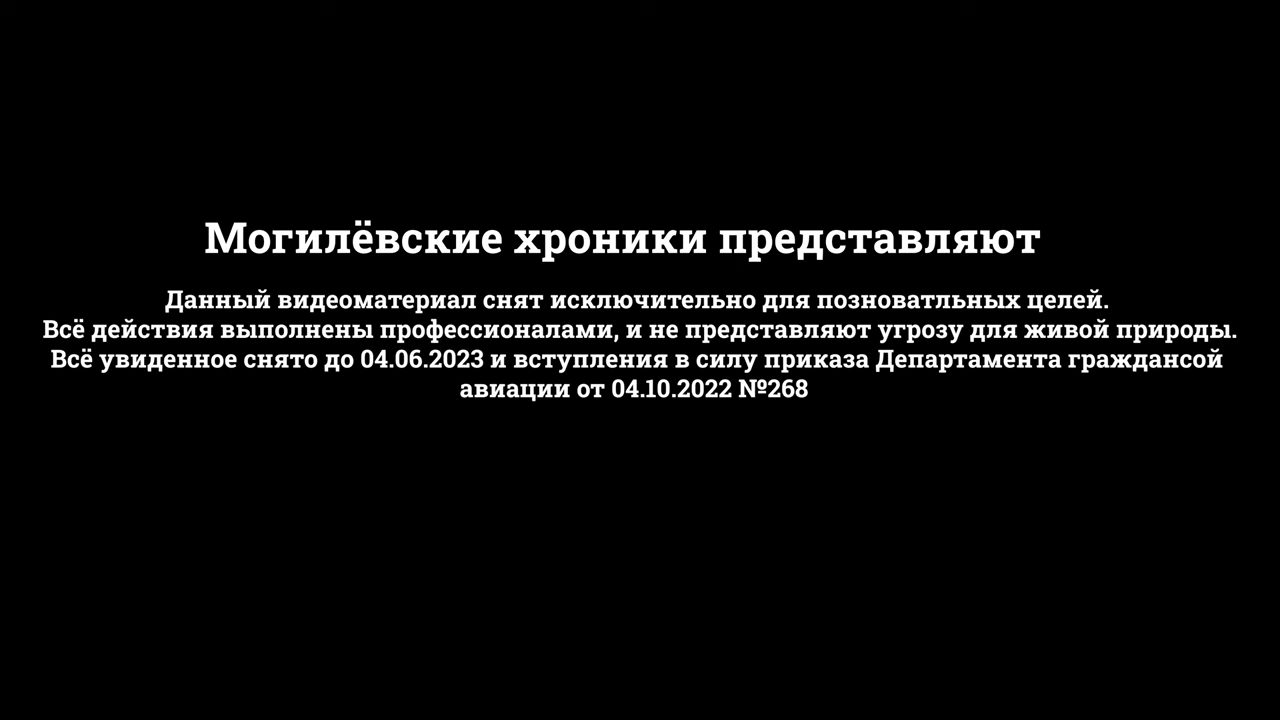 Могилёвские хроники представляют
Данный видеоматериал снят исключительно для позноватльных целей.
Всё действия выполнены профессионалами, и не представляют угрозу для живой природы.
Всё увиденное снято до 04.06.2023 и вступления в силу приказа Департамента граждансой
авиации от 04.10.2022 №268